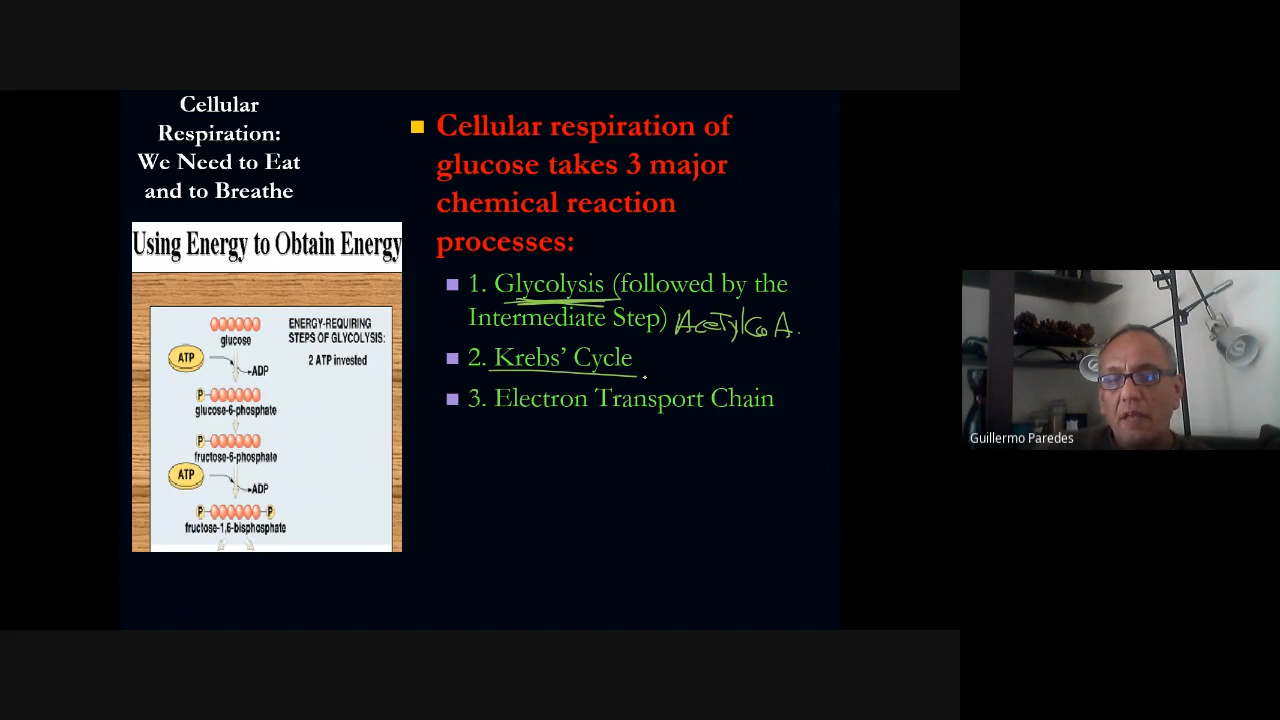 Cellular
Respiration:
We Need to Eat
and to Breathe
Using Energy to Obtain Energy
glucose
ENERGY-REQUIRING
STEPS OF GLYCOLYSIS:
2 ATP invested
ATP
ADP
P
glucose-6-phosphate
P
fructose-6-phosphate
ATP
ADP
P P
fructose-1,6-bisphosphate
Cellular respiration of
glucose takes 3 major
chemical reaction
processes:
1. Glycolysis (followed by the
Intermediate Step) AcetylCoA.
2. Krebs’ Cycle
3. Electron Transport Chain
Guillermo Paredes